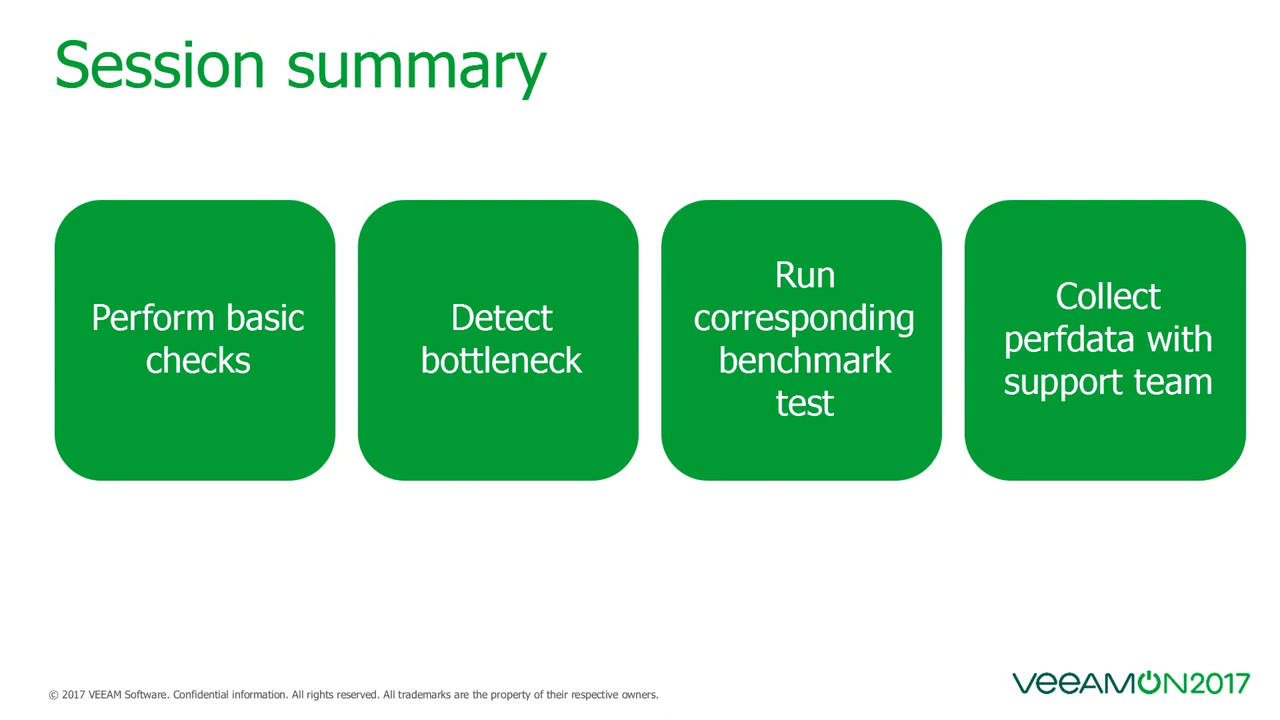 Session summary
Perform basic
checks
Detect
bottleneck
Run
corresponding
benchmark
test
Collect
perfdata with
support team
© 2017 VEEAM Software. Confidential information. All rights reserved. All trademarks are the property of their respective owners.
VEEAMON2017